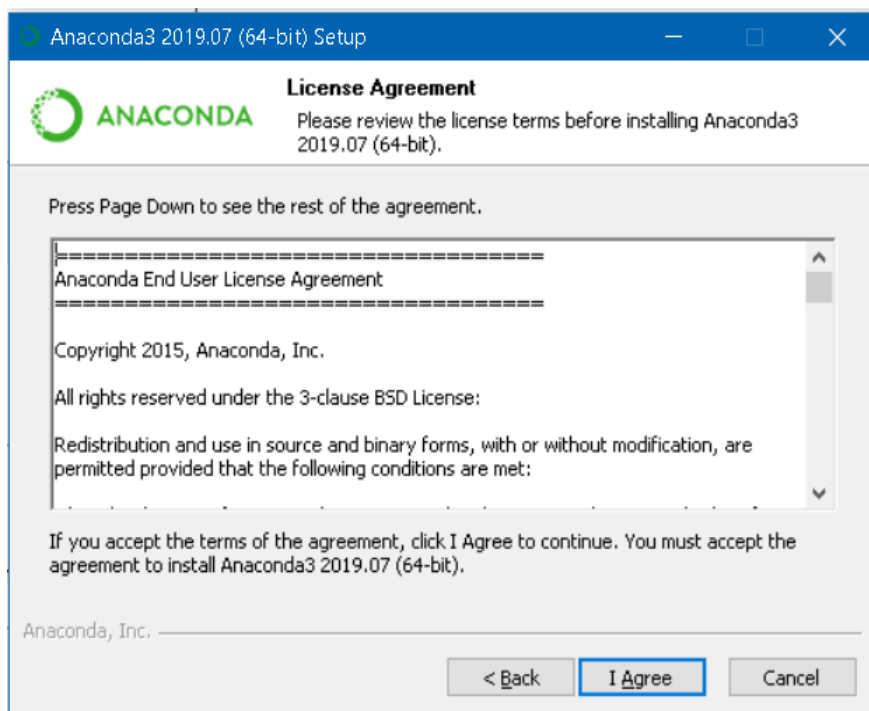 Anaconda3 2019.07 (64-bit) Setup
ANACONDA
License Agreement
Please review the license terms before installing Anaconda3
2019.07 (64-bit).
Press Page Down to see the rest of the agreement.
===================================
Anaconda End User License Agreement
===================================
Copyright 2015, Anaconda, Inc.
All rights reserved under the 3-clause BSD License:
Redistribution and use in source and binary forms, with or without modification, are
permitted provided that the following conditions are met:
If you accept the terms of the agreement, click I Agree to continue. You must accept the
agreement to install Anaconda3 2019.07 (64-bit).
Anaconda, Inc.
< Back
I Agree
Cancel